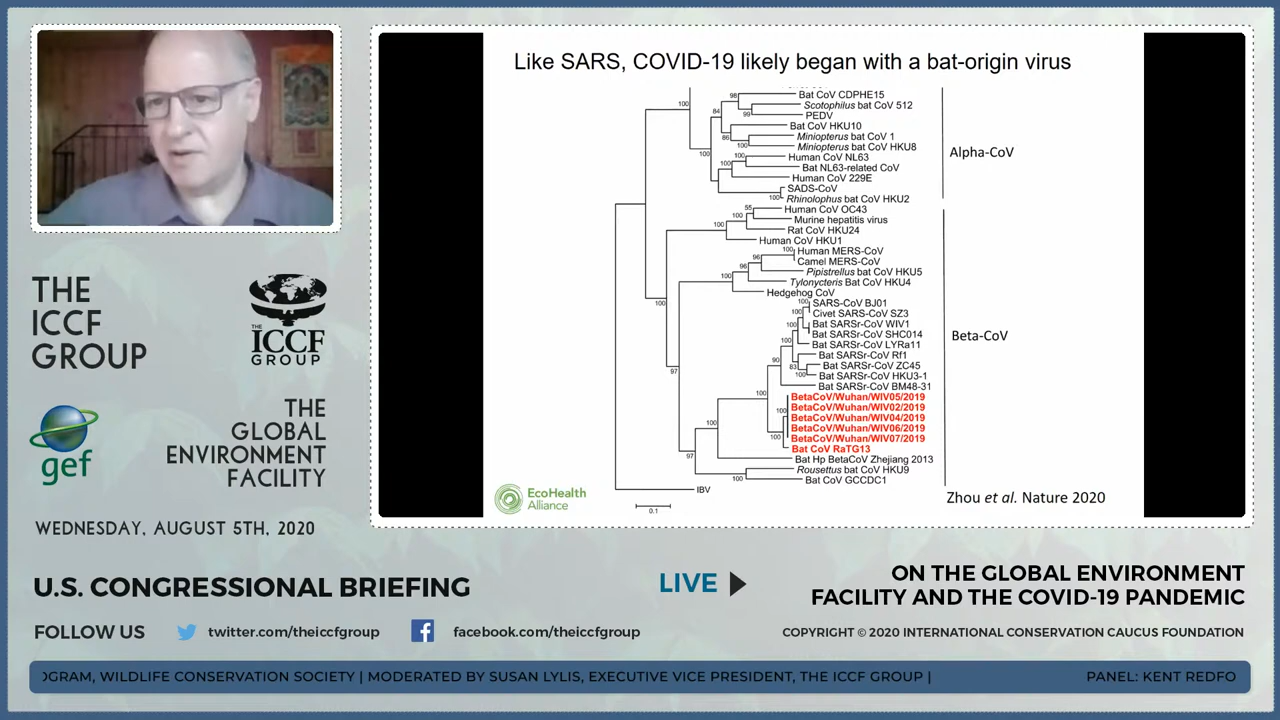 Like SARS, COVID-19 likely began with a bat-origin virus
Bat CoV CDPHE15
Scotophilus bat CoV 512
PEDV
Bat CoV HKU10
Miniopterus bat CoV 1
Miniopterus bat CoV HKU8
Human CoV NL63
Bat NL63-related CoV
Human CoV 229E
SADS-CoV
Rhinolophus bat CoV HKU2
Human CoV OC43
Murine hepatitis virus
Rat CoV HKU24
Human CoV HKU1
Human MERS-CoV
Camel MERS-CoV
Pipistrellus bat CoV HKU5
Tylonycteris Bat CoV HKU4
Hedgehog CoV
SARS-CoV BJ01
Civet SARS-CoV SZ3
Bat SARSr-CoV WIV1
Bat SARSr-CoV SHC014
Bat SARSr-CoV LYRa11
Bat SARSr-CoV Rf1
Bat SARSr-CoV ZC45
Bat SARSr-CoV HKU3-1
Bat SARSr-CoV BM48-31
BetaCoV/Wuhan/WIV05/2019
BetaCoV/Wuhan/WIV02/2019
BetaCoV/Wuhan/WIV04/2019
BetaCoV/Wuhan/WIV06/2019
BetaCoV/Wuhan/WIV07/2019
Bat CoV RaTG13
Bat Hp BetaCoV Zhejiang 2013
Rousettus bat CoV HKU9
Bat CoV GCCDC1
IBV
0.1
Alpha-CoV
Beta-CoV
EcoHealth
Alliance
Zhou et al. Nature 2020
THE
ICCF
GROUP
THE
ICCF
GROUP
gef
THE
GLOBAL
ENVIRONMENT
FACILITY
WEDNESDAY, AUGUST 5TH, 2020
U.S. CONGRESSIONAL BRIEFING
LIVE
ON THE GLOBAL ENVIRONMENT
FACILITY AND THE COVID-19 PANDEMIC
FOLLOW US
twitter.com/theiccfgroup
facebook.com/theiccfgroup
COPYRIGHT © 2020 INTERNATIONAL CONSERVATION CAUCUS FOUNDATION
OGRAM, WILDLIFE CONSERVATION SOCIETY | MODERATED BY SUSAN LYLIS, EXECUTIVE VICE PRESIDENT, THE ICCF GROUP |
PANEL: KENT REDFO